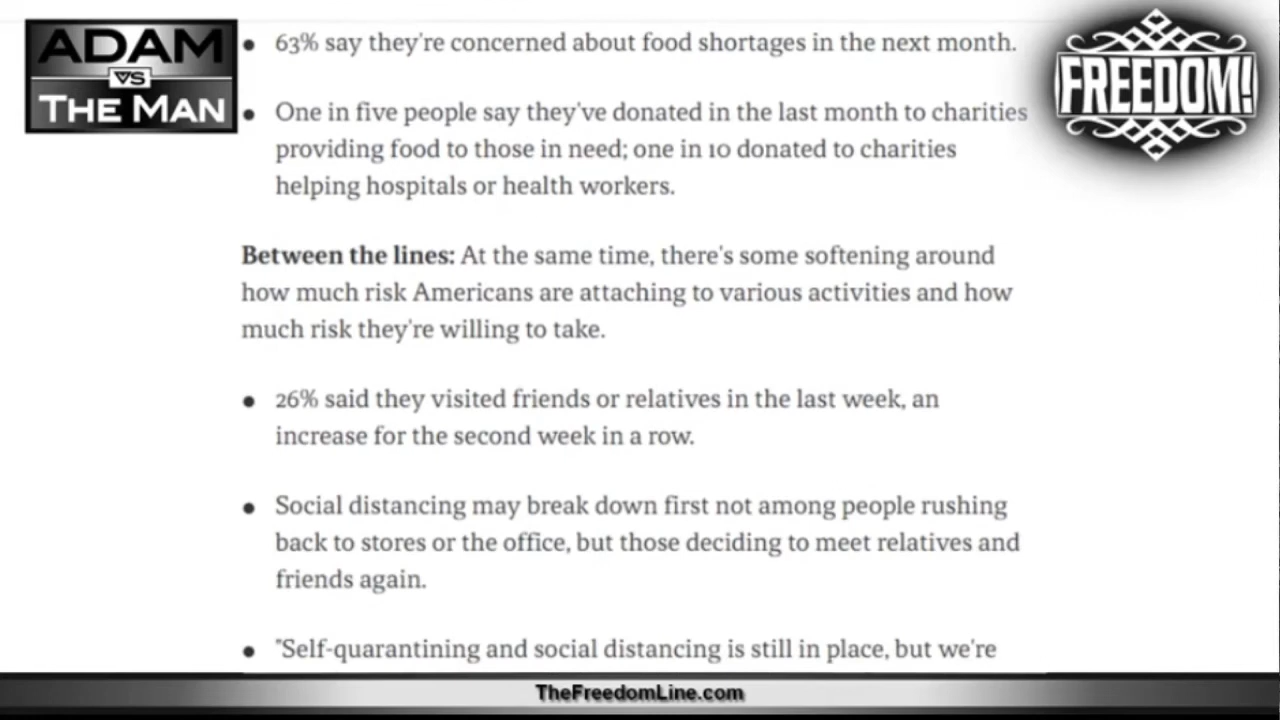 ADAM
VS
THE MAN
FREEDOM!
• 63% say they're concerned about food shortages in the next month.
• One in five people say they've donated in the last month to charities
providing food to those in need; one in 10 donated to charities
helping hospitals or health workers.
Between the lines: At the same time, there's some softening around
how much risk Americans are attaching to various activities and how
much risk they're willing to take.
• 26% said they visited friends or relatives in the last week, an
increase for the second week in a row.
• Social distancing may break down first not among people rushing
back to stores or the office, but those deciding to meet relatives and
friends again.
• "Self-quarantining and social distancing is still in place, but we're
TheFreedomLine.com